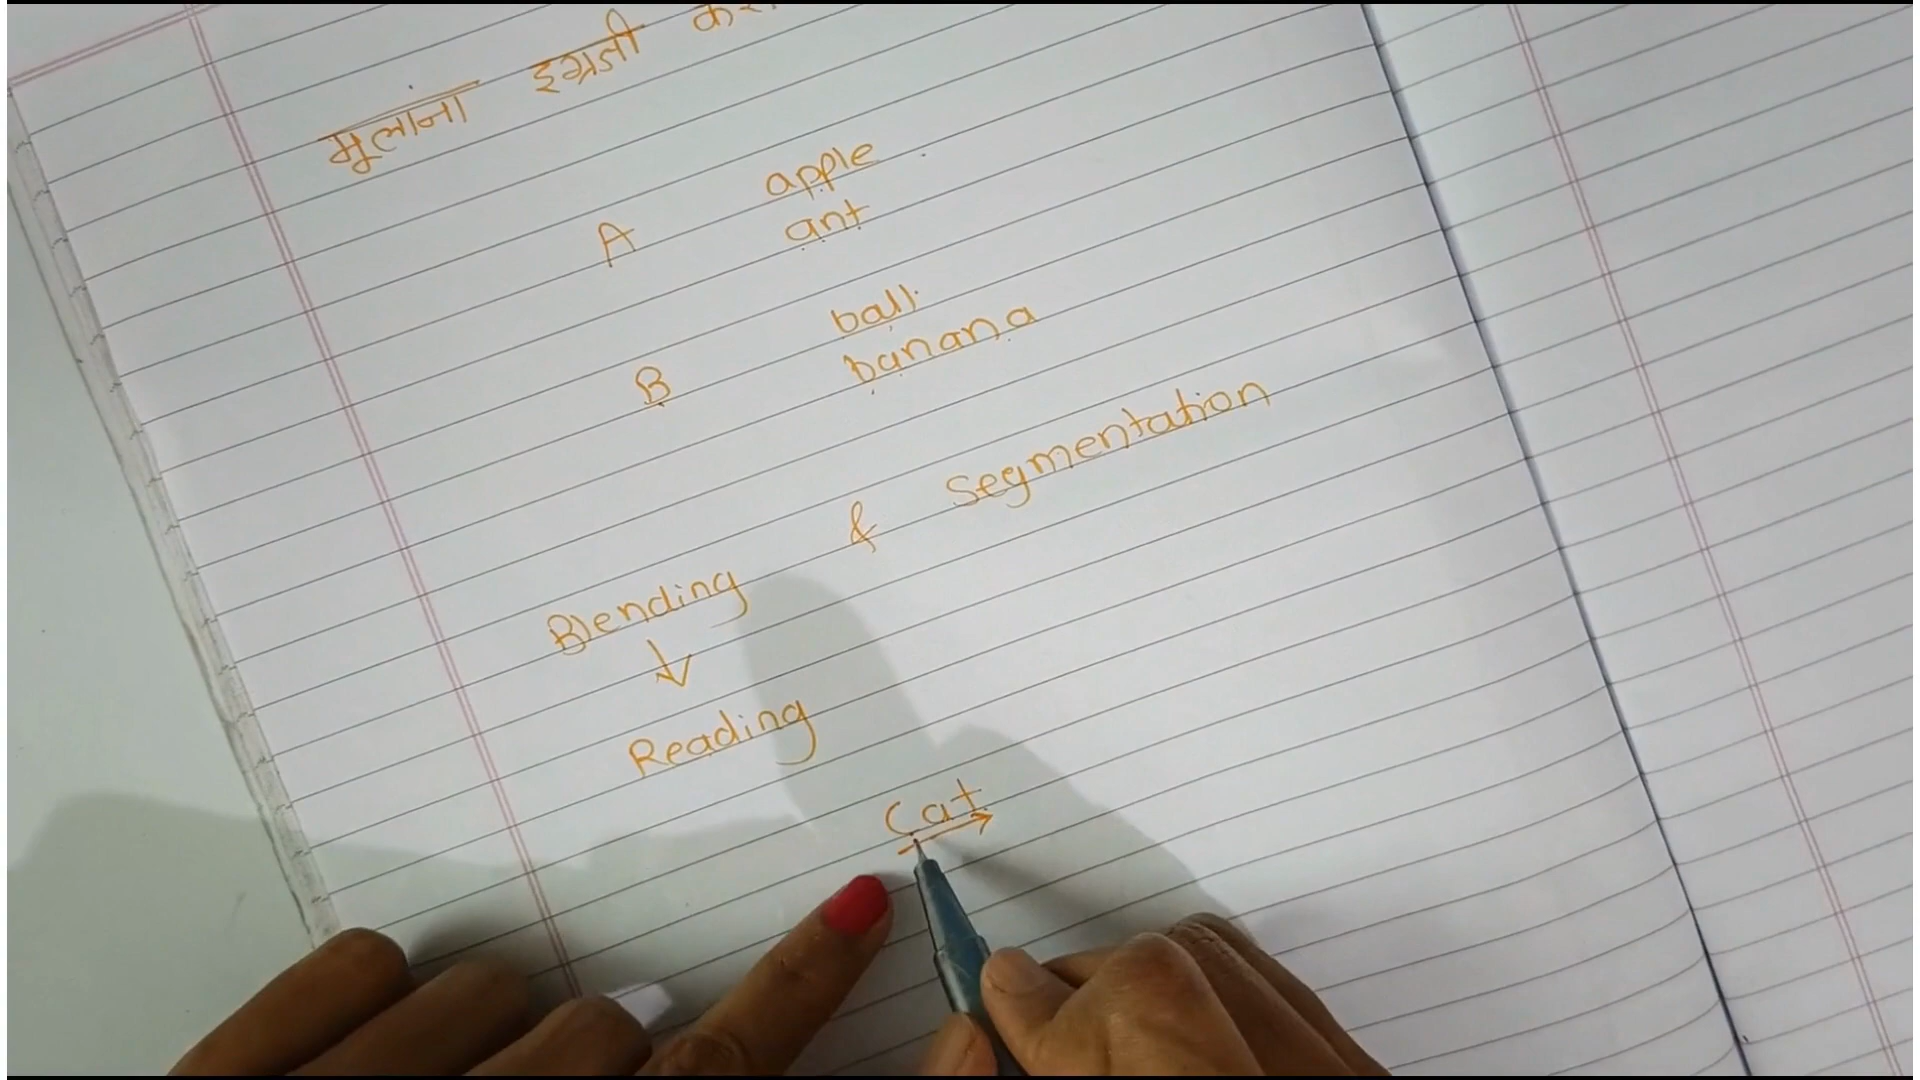 मूलांना इंग्रजी
A apple
ant
B ball
banana
Blending & Segmentation
↓
Reading
Cat